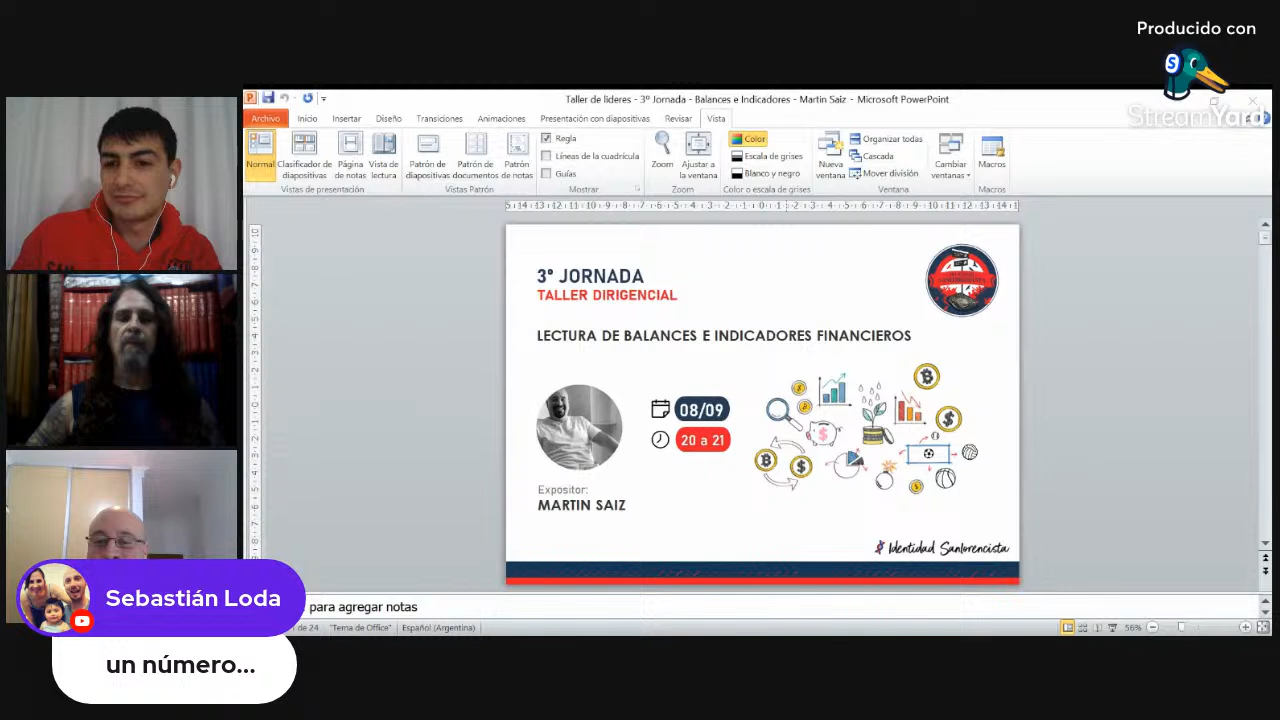 Producido con
StreamYard
Taller de lideres - 3º Jornada - Balances e Indicadores - Martin Saiz - Microsoft PowerPoint
Archivo Inicio Insertar Diseño Transiciones Animaciones Presentación con diapositivas Revisar Vista
Normal Clasificador de diapositivas Página de notas Vista de lectura
Vistas de presentación
Patrón de diapositivas Patrón de documentos Patrón de notas
Vistas Patrón
Regla
Líneas de la cuadrícula
Guías
Mostrar
Zoom Ajustar a la ventana
Zoom
Color
Escala de grises
Blanco y negro
Color o escala de grises
Nueva ventana
Organizar todas
Cascada
Mover división
Cambiar ventanas
Ventana
Macros
Macros
3º JORNADA
TALLER DIRIGENCIAL
LECTURA DE BALANCES E INDICADORES FINANCIEROS
08/09
20 a 21
Expositor:
MARTIN SAIZ
Identidad Sanlorencista
para agregar notas
de 24 "Tema de Office" Español (Argentina) 56%
Sebastián Loda
un número...